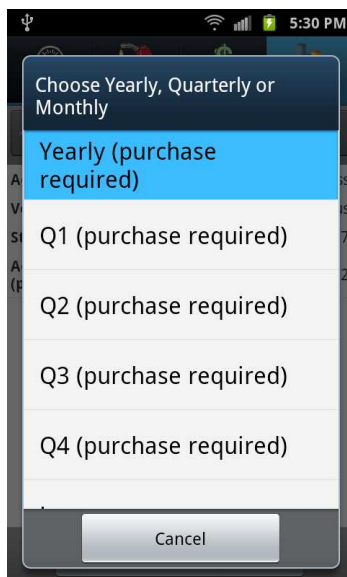 5:30 PM
Choose Yearly, Quarterly or
Monthly
Yearly (purchase
required)
Q1 (purchase required)
Q2 (purchase required)
Q3 (purchase required)
Q4 (purchase required)
Cancel